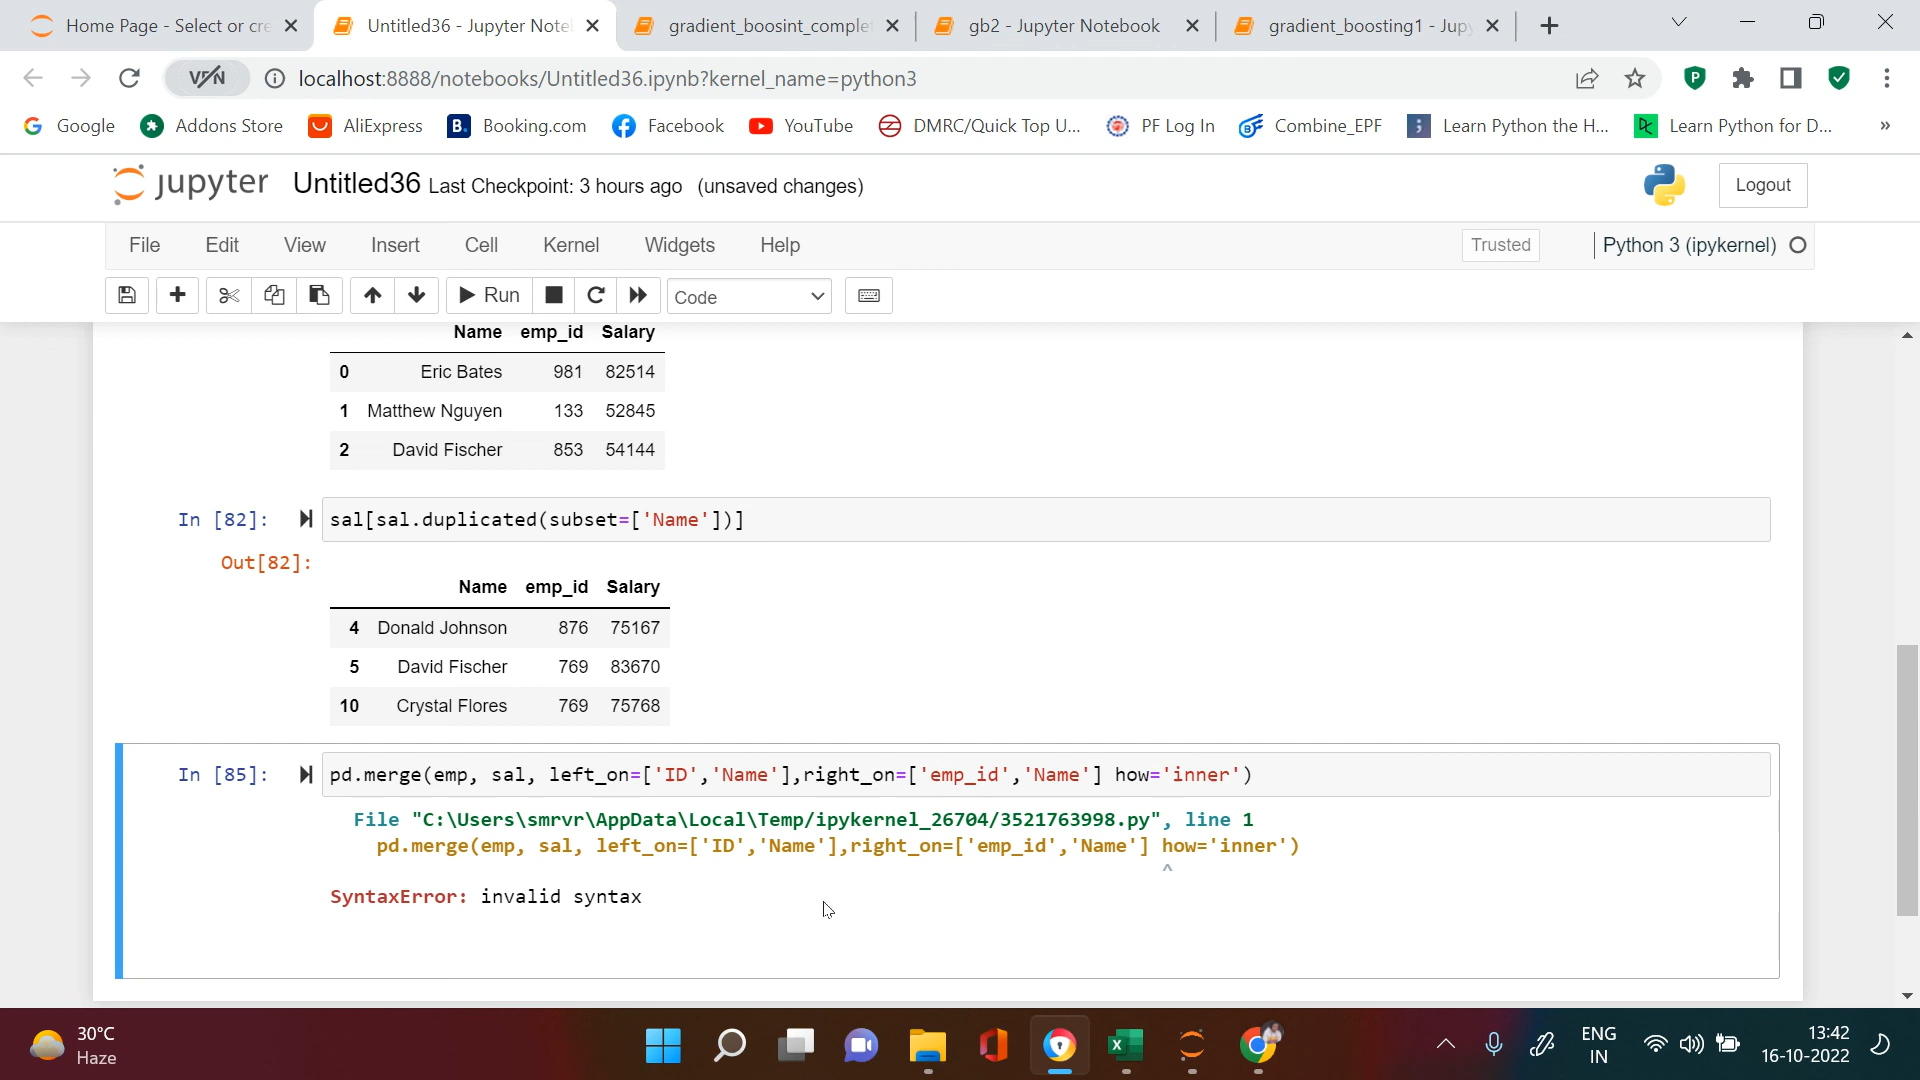 Home Page - Select or cre
Untitled36 - Jupyter Note
gradient_boosint_comple
gb2 - Jupyter Notebook
gradient_boosting1 - Jup
VPN
localhost:8888/notebooks/Untitled36.ipynb?kernel_name=python3
Google
Addons Store
AliExpress
B. Booking.com
Facebook
YouTube
DMRC/Quick Top U...
PF Log In
Combine_EPF
Learn Python the H...
Learn Python for D...
»
jupyter Untitled36 Last Checkpoint: 3 hours ago (unsaved changes)
Logout
File Edit View Insert Cell Kernel Widgets Help
Trusted
Python 3 (ipykernel)
Run
Code
Name emp_id Salary
0 Eric Bates 981 82514
1 Matthew Nguyen 133 52845
2 David Fischer 853 54144
In [82]: sal[sal.duplicated(subset=['Name'])]
Out[82]:
Name emp_id Salary
4 Donald Johnson 876 75167
5 David Fischer 769 83670
10 Crystal Flores 769 75768
In [85]: pd.merge(emp, sal, left_on=['ID','Name'],right_on=['emp_id','Name'] how='inner')
File "C:\Users\smrvr\AppData\Local\Temp/ipykernel_26704/3521763998.py", line 1
pd.merge(emp, sal, left_on=['ID','Name'],right_on=['emp_id','Name'] how='inner')
^
SyntaxError: invalid syntax
30°C
Haze
ENG
IN
13:42
16-10-2022